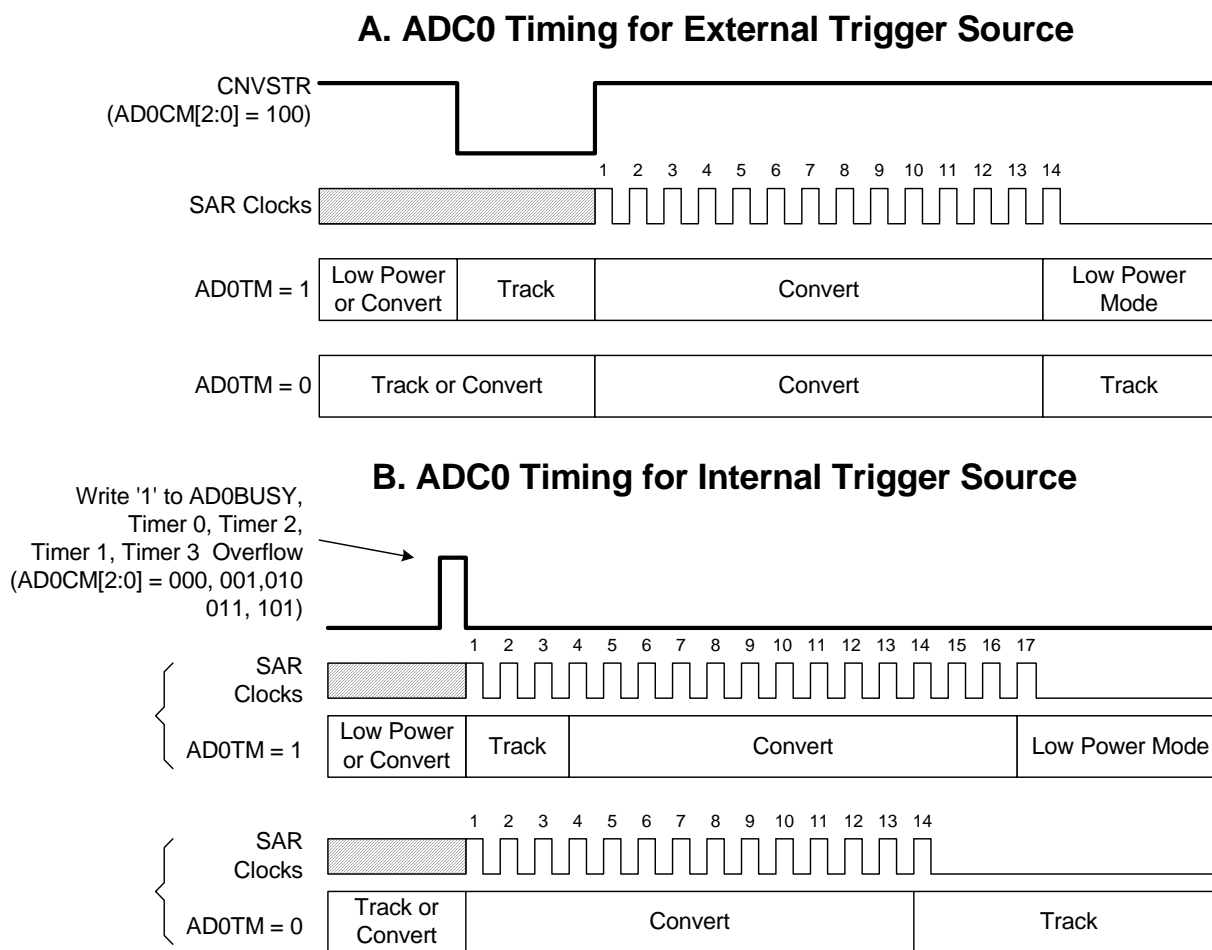 A. ADC0 Timing for External Trigger Source
CNVSTR
(AD0CM[2:0] = 100)
1 2 3 4 5 6 7 8 9 10 11 12 13 14
SAR Clocks
AD0TM = 1
Low Power
or Convert
Track
Convert
Low Power
Mode
AD0TM = 0
Track or Convert
Convert
Track
B. ADC0 Timing for Internal Trigger Source
Write '1' to AD0BUSY,
Timer 0, Timer 2,
Timer 1, Timer 3 Overflow
(AD0CM[2:0] = 000, 001,010
011, 101)
1 2 3 4 5 6 7 8 9 10 11 12 13 14 15 16 17
SAR
Clocks
AD0TM = 1
Low Power
or Convert
Track
Convert
Low Power Mode
1 2 3 4 5 6 7 8 9 10 11 12 13 14
SAR
Clocks
AD0TM = 0
Track or
Convert
Convert
Track